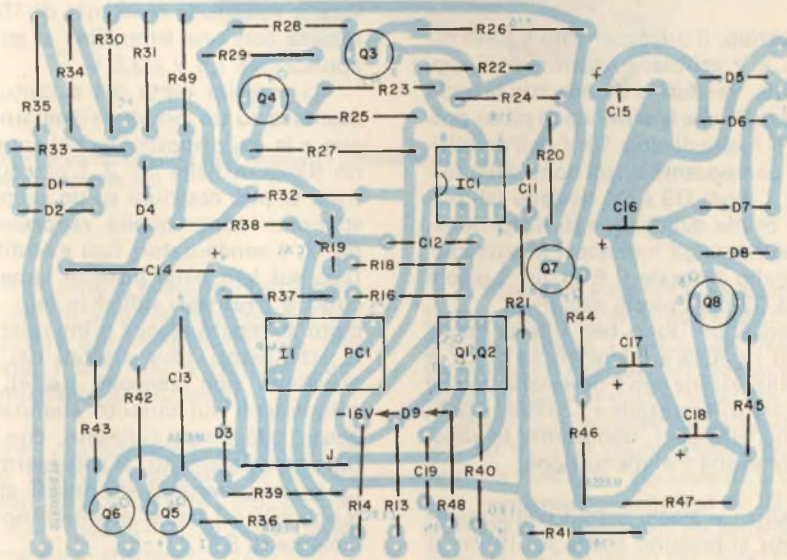 R28
R26
R30
R31
R29
Q3
R34
R49
R22
R23
D5
Q4
R24
+
C15
R35
R25
D6
R33
R27
R20
IC1
D1
C11
R32
D2
D4
D7
C16
R38
+
R19
C12
Q7
D8
C14
+
R18
R37
R16
R21
R44
Q8
I1
PC1
Q1,Q2
C17
+
C13
R42
R43
R45
-16V
D9
D3
C18
+
R46
J
C19
R40
R39
R14
R13
R48
R47
Q6
Q5
R36
R41